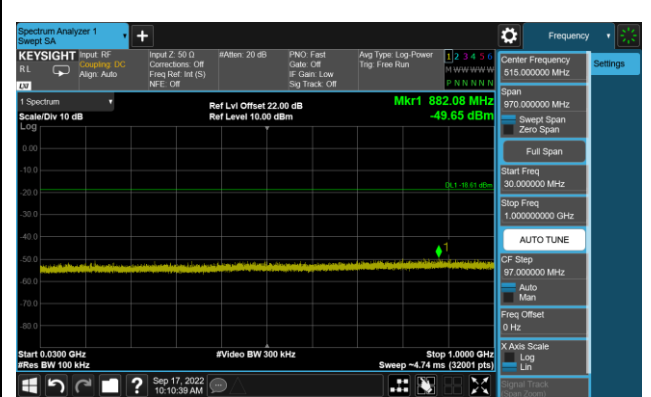 Spectrum Analyzer 1
Swept SA
Frequency
KEYSIGHT
RL
LXI
Input: RF
Coupling: DC
Align: Auto
Input Z: 50 Ω
Corrections: Off
Freq Ref: Int (S)
NFE: Off
#Atten: 20 dB
PNO: Fast
Gate: Off
IF Gain: Low
Sig Track: Off
Avg Type: Log-Power
Trig: Free Run
1 2 3 4 5 6
M W W W W W
P N N N N N
Center Frequency
515.000000 MHz
Settings
1 Spectrum
Scale/Div 10 dB
Log
Ref Lvl Offset 22.00 dB
Ref Level 10.00 dBm
Mkr1 882.08 MHz
-49.65 dBm
Span
970.000000 MHz
Swept Span
Zero Span
Full Span
Start Freq
30.000000 MHz
Stop Freq
1.000000000 GHz
AUTO TUNE
CF Step
97.000000 MHz
Auto
Man
Freq Offset
0 Hz
X Axis Scale
Log
Lin
Signal Track
(Span Zoom)
0.00
-10.0
-20.0
-30.0
-40.0
-50.0
-60.0
-70.0
-80.0
DL1 -16.61 dBm
1
Start 0.0300 GHz
#Res BW 100 kHz
#Video BW 300 kHz
Stop 1.0000 GHz
Sweep ~4.74 ms (32001 pts)
?
Sep 17, 2022
10:10:39 AM